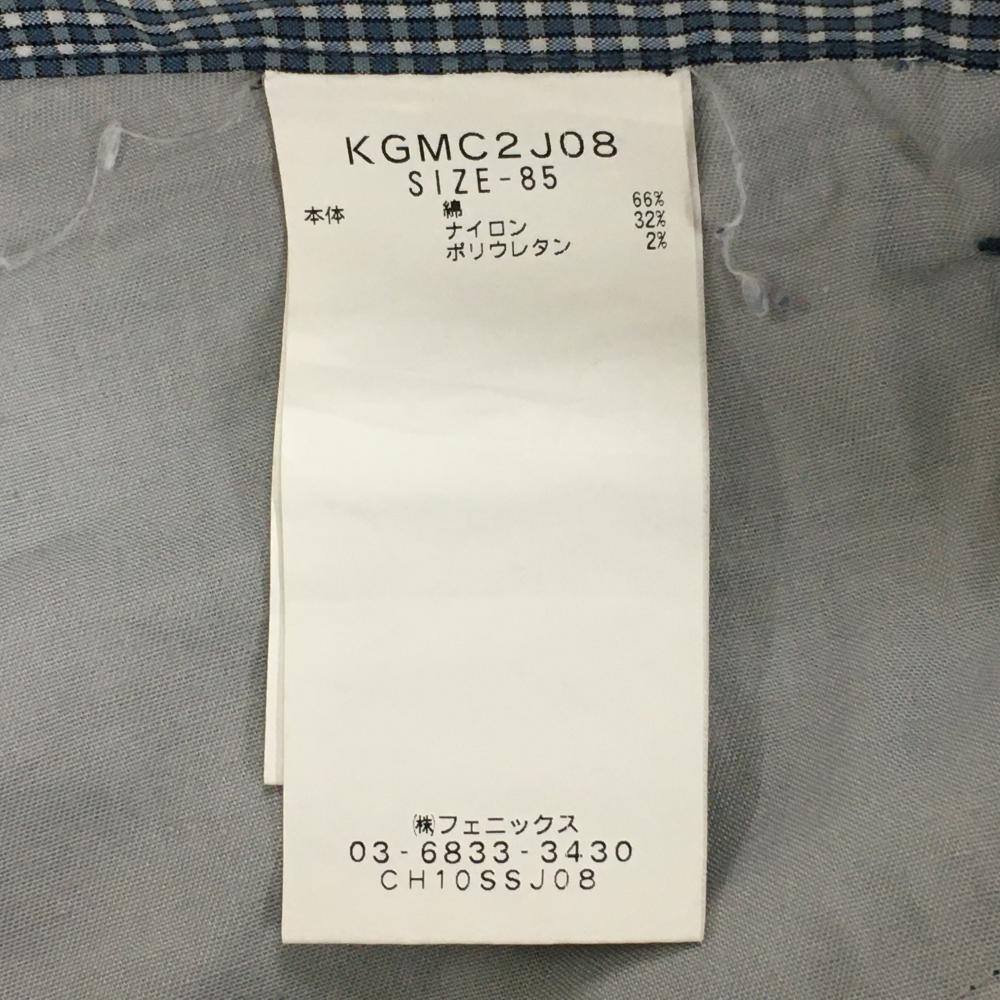 KGMC2J08
SIZE-85
本体 綿 66%
ナイロン 32%
ポリウレタン 2%
㈱フェニックス
03-6833-3430
CH10SSJ08